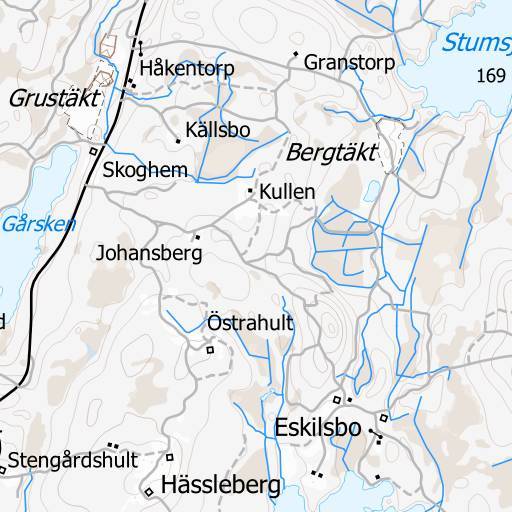 Stumsj
Granstorp
Håkentorp
169
Grustäkt
Källsbo
Bergtäkt
Skoghem
Kullen
Gårsken
Johansberg
Östrahult
d
Eskilsbo
Stengårdshult
Hässleberg